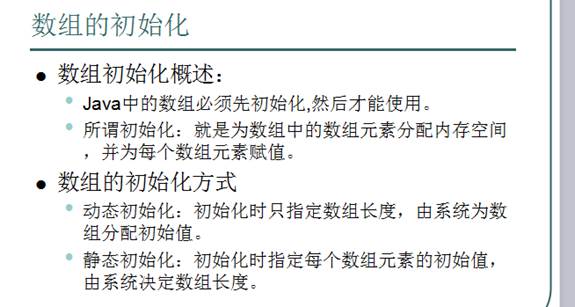 数组的初始化
数组初始化概述：
Java中的数组必须先初始化,然后才能使用。
所谓初始化：就是为数组中的数组元素分配内存空间
，并为每个数组元素赋值。
数组的初始化方式
动态初始化：初始化时只指定数组长度，由系统为数
组分配初始值。
静态初始化：初始化时指定每个数组元素的初始值，
由系统决定数组长度。